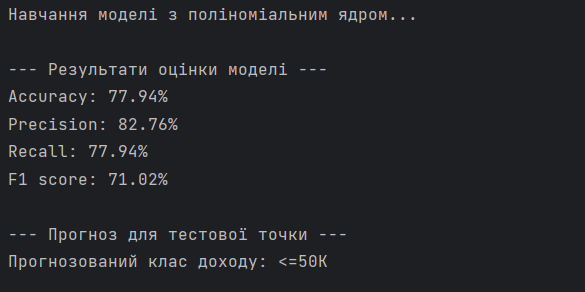 Навчання моделі з поліноміальним ядром...
--- Результати оцінки моделі ---
Accuracy: 77.94%
Precision: 82.76%
Recall: 77.94%
F1 score: 71.02%
--- Прогноз для тестової точки ---
Прогнозований клас доходу: <=50K